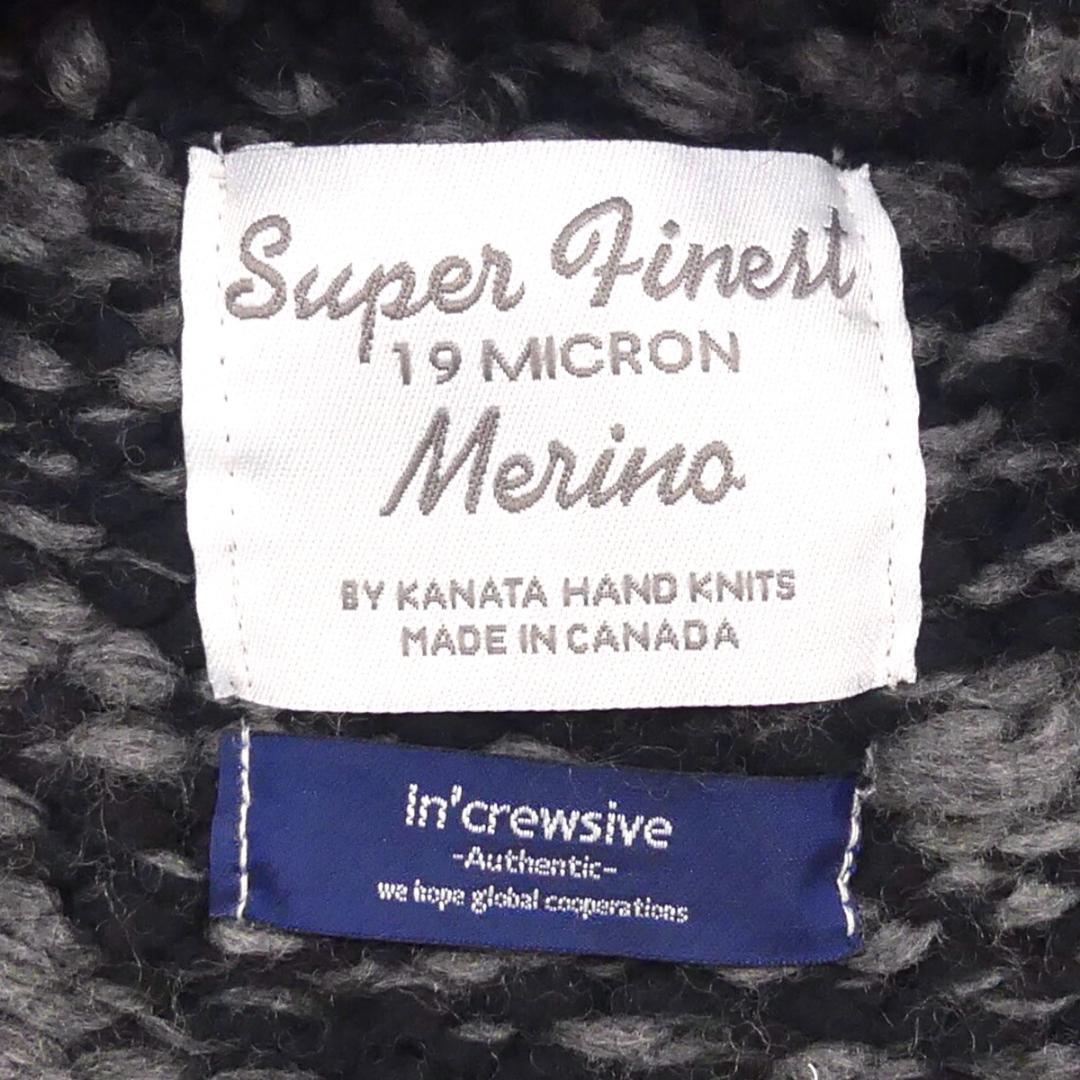 Super Finest
19 MICRON
Merino
BY KANATA HAND KNITS
MADE IN CANADA
In'crewsive
-Authentic-
we hope global cooperations